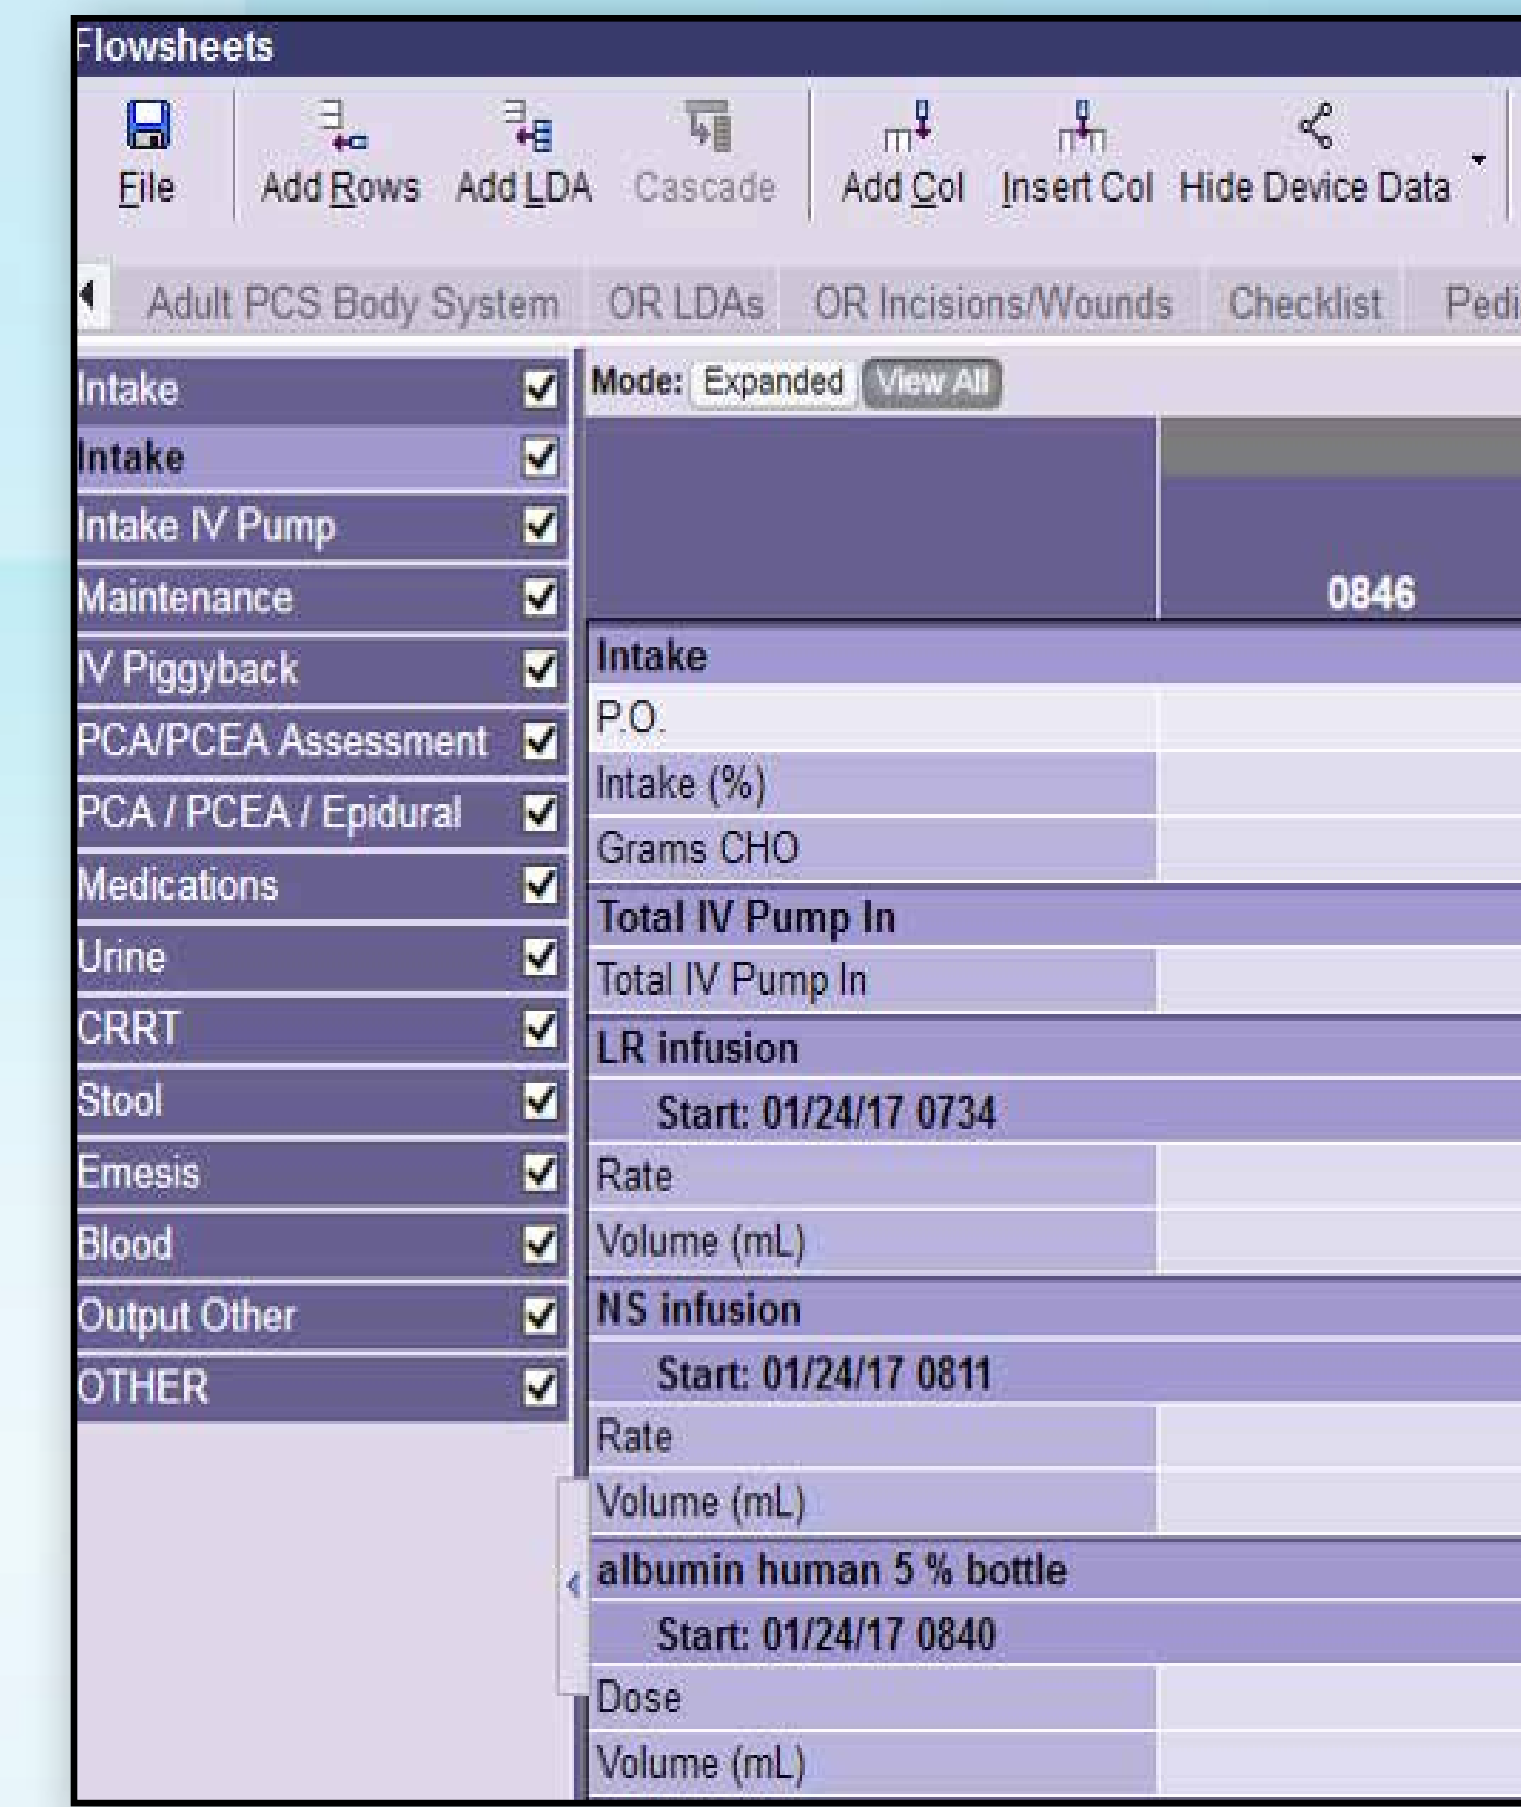 Flowsheets
File Add Rows Add LDA Cascade Add Col Insert Col Hide Device Data
Adult PCS Body System OR LDAs OR Incisions/Wounds Checklist Pedi
Intake
Intake
Intake IV Pump
Maintenance
IV Piggyback
PCA/PCEA Assessment
PCA / PCEA / Epidural
Medications
Urine
CRRT
Stool
Emesis
Blood
Output Other
OTHER
Mode: Expanded View All
0846
Intake
P.O.
Intake (%)
Grams CHO
Total IV Pump In
Total IV Pump In
LR infusion
Start: 01/24/17 0734
Rate
Volume (mL)
NS infusion
Start: 01/24/17 0811
Rate
Volume (mL)
albumin human 5 % bottle
Start: 01/24/17 0840
Dose
Volume (mL)